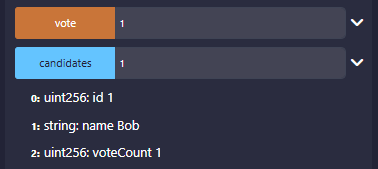 vote 1
candidates 1
0: uint256: id 1
1: string: name Bob
2: uint256: voteCount 1